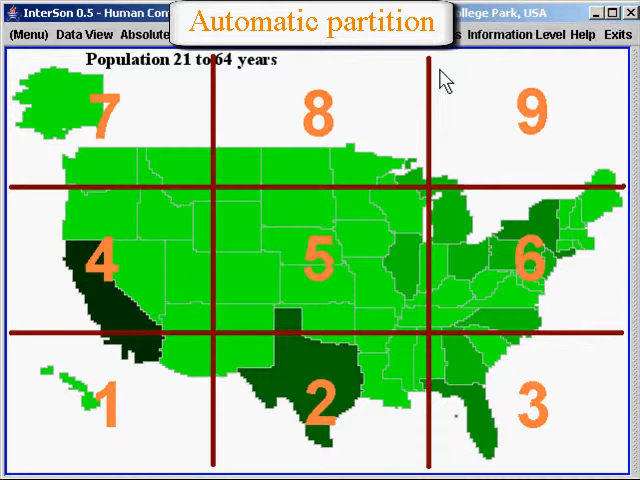 InterSon 0.5 - Human Com
ollege Park, USA
Automatic partition
(Menu) Data View Absolute
Information Level Help Exits
Population 21 to 64 years
7 8 9
4 5 6
1 2 3